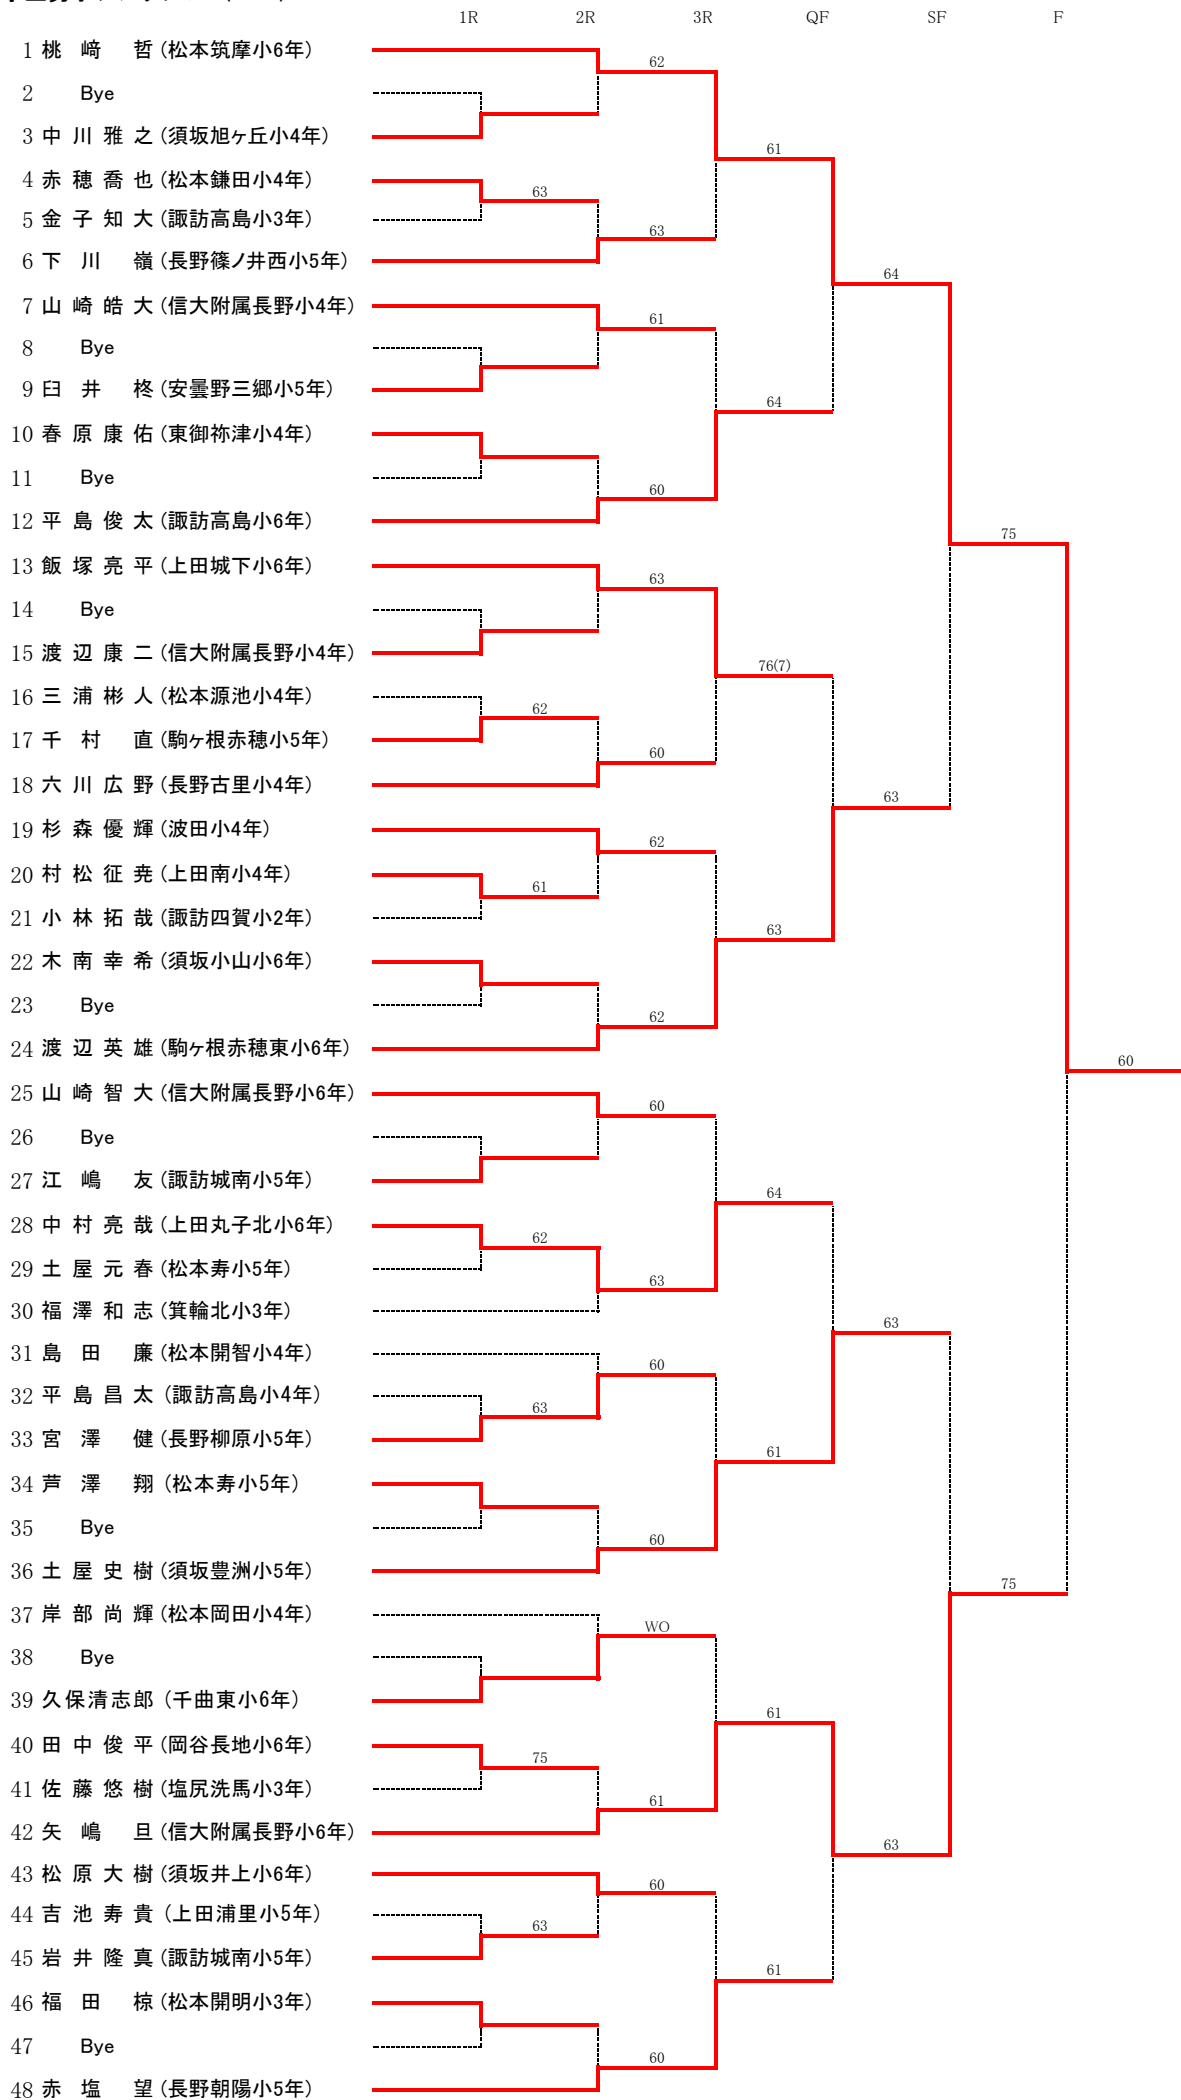 1R 2R 3R QF SF F
1 桃 﨑 哲 (松本筑摩小6年)
62
2 Bye
3 中 川 雅 之 (須坂旭ヶ丘小4年)
61
4 赤 穂 喬 也 (松本鎌田小4年)
63
5 金 子 知 大 (諏訪高島小3年)
63
6 下 川 嶺 (長野篠ノ井西小5年)
64
7 山 崎 皓 大 (信大附属長野小4年)
61
8 Bye
9 臼 井 柊 (安曇野三郷小5年)
64
10 春 原 康 佑 (東御祢津小4年)
11 Bye
60
12 平 島 俊 太 (諏訪高島小6年)
75
13 飯 塚 亮 平 (上田城下小6年)
63
14 Bye
15 渡 辺 康 二 (信大附属長野小4年)
76(7)
16 三 浦 彬 人 (松本源池小4年)
62
17 千 村 直 (駒ヶ根赤穂小5年)
60
18 六 川 広 野 (長野古里小4年)
63
19 杉 森 優 輝 (波田小4年)
62
20 村 松 征 尭 (上田南小4年)
61
21 小 林 拓 哉 (諏訪四賀小2年)
63
22 木 南 幸 希 (須坂小山小6年)
23 Bye
62
24 渡 辺 英 雄 (駒ヶ根赤穂東小6年)
60
25 山 崎 智 大 (信大附属長野小6年)
60
26 Bye
27 江 嶋 友 (諏訪城南小5年)
64
28 中 村 亮 哉 (上田丸子北小6年)
62
29 土 屋 元 春 (松本寿小5年)
63
30 福 澤 和 志 (箕輪北小3年)
63
31 島 田 廉 (松本開智小4年)
60
32 平 島 昌 太 (諏訪高島小4年)
63
33 宮 澤 健 (長野柳原小5年)
61
34 芦 澤 翔 (松本寿小5年)
35 Bye
60
36 土 屋 史 樹 (須坂豊洲小5年)
75
37 岸 部 尚 輝 (松本岡田小4年)
WO
38 Bye
39 久保清志郎 (千曲東小6年)
61
40 田 中 俊 平 (岡谷長地小6年)
75
41 佐 藤 悠 樹 (塩尻洗馬小3年)
61
42 矢 嶋 旦 (信大附属長野小6年)
63
43 松 原 大 樹 (須坂井上小6年)
60
44 吉 池 寿 貴 (上田浦里小5年)
63
45 岩 井 隆 真 (諏訪城南小5年)
61
46 福 田 椋 (松本開明小3年)
47 Bye
60
48 赤 塩 望 (長野朝陽小5年)